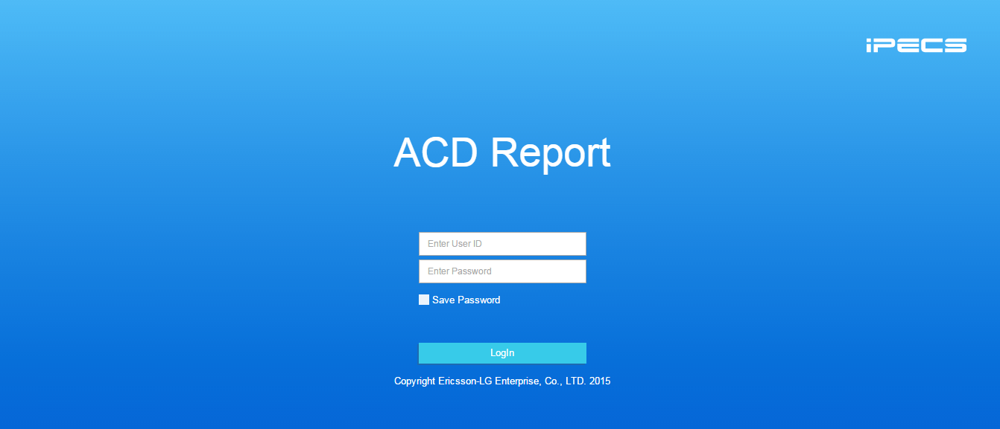 iPECS
ACD Report
Enter User ID
Enter Password
Save Password
LogIn
Copyright Ericsson-LG Enterprise, Co., LTD. 2015